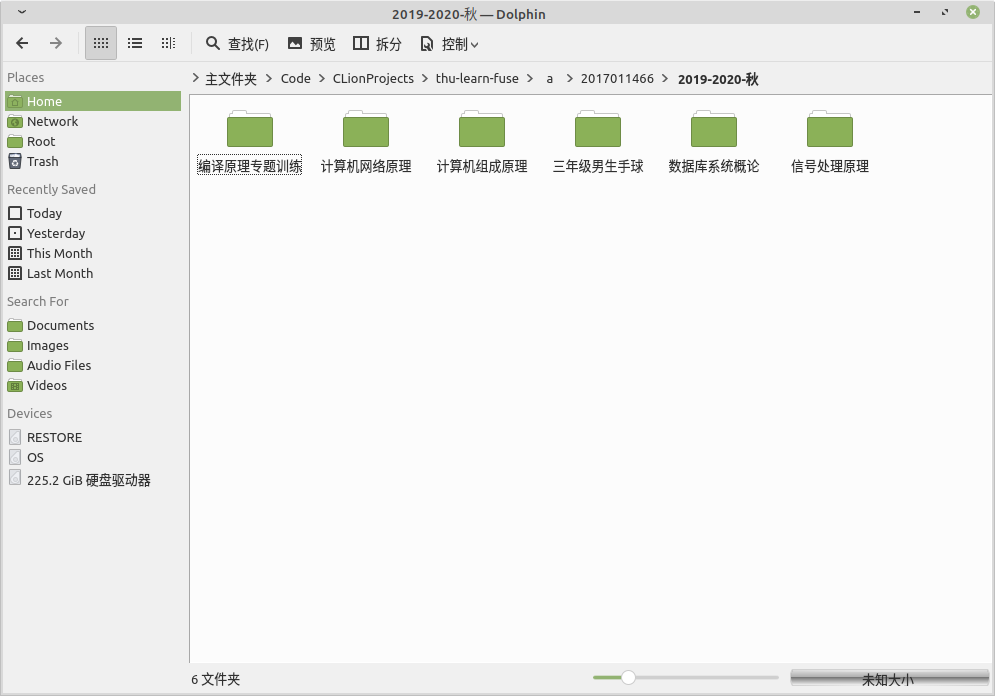 2019-2020-秋 — Dolphin
查找(F) 预览 拆分 控制
Places
Home
Network
Root
Trash
Recently Saved
Today
Yesterday
This Month
Last Month
Search For
Documents
Images
Audio Files
Videos
Devices
RESTORE
OS
225.2 GiB 硬盘驱动器
主文件夹 > Code > CLionProjects > thu-learn-fuse > a > 2017011466 > 2019-2020-秋
编译原理专题训练 计算机网络原理 计算机组成原理 三年级男生手球 数据库系统概论 信号处理原理
6 文件夹
未知大小